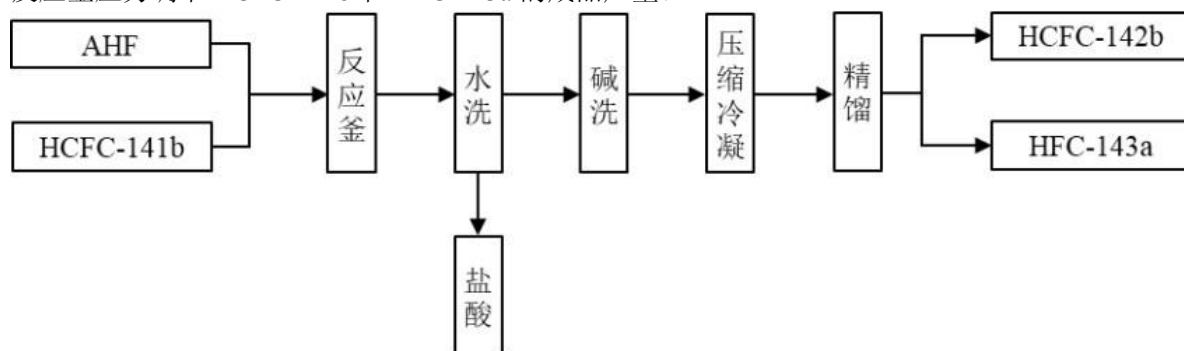 AHF
HCFC-141b
反应釜
水洗
碱洗
压缩冷凝
精馏
HCFC-142b
HFC-143a
盐酸